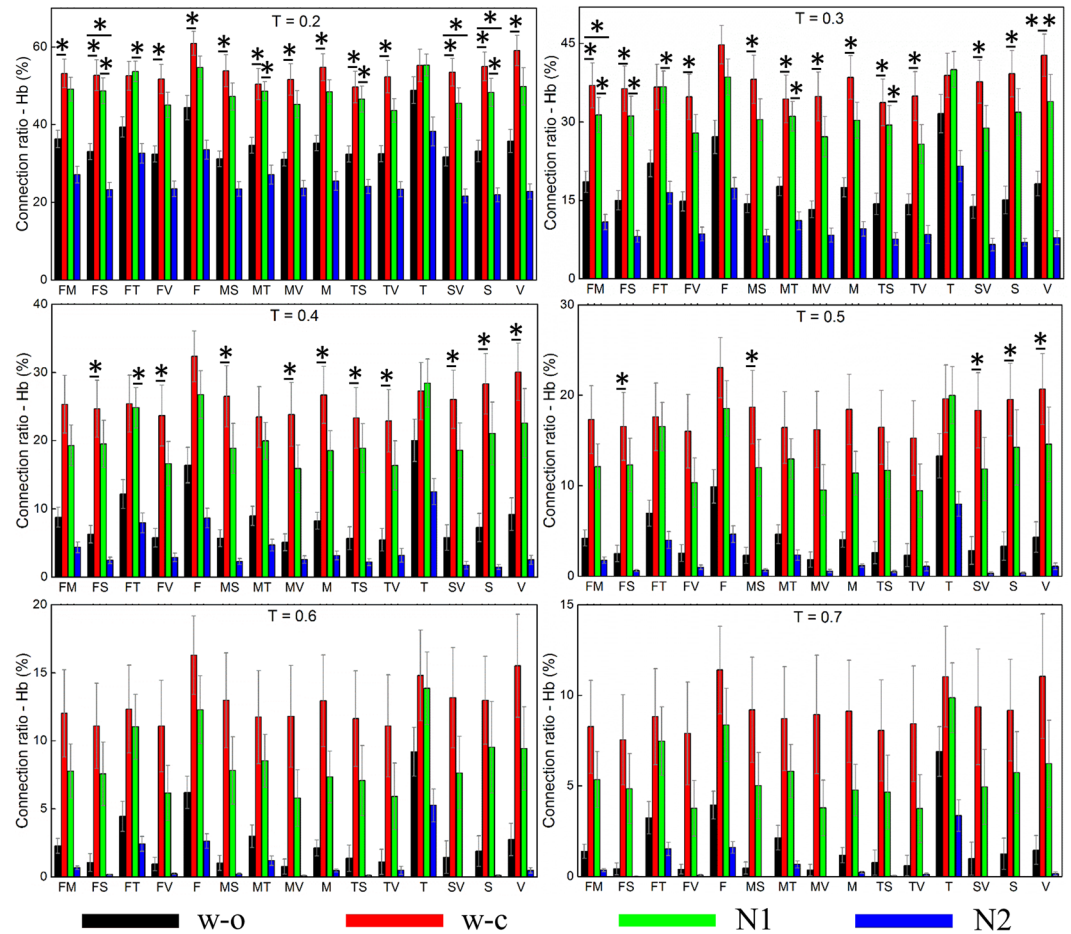 T = 0.2
Connection ratio - Hb (%)
60
40
20
0
* * * * * * * * * * * * * * * * * * *
FM FS FT FV F MS MT MV M TS TV T SV S V
T = 0.3
Connection ratio - Hb (%)
45
30
15
0
* * * * * * * * * * * * * * * * * * *
FM FS FT FV F MS MT MV M TS TV T SV S V
T = 0.4
Connection ratio - Hb (%)
40
30
20
10
0
* * * * * * * * * * *
FM FS FT FV F MS MT MV M TS TV T SV S V
T = 0.5
Connection ratio - Hb (%)
30
20
10
0
* * * * *
FM FS FT FV F MS MT MV M TS TV T SV S V
T = 0.6
Connection ratio - Hb (%)
20
15
10
5
0
FM FS FT FV F MS MT MV M TS TV T SV S V
T = 0.7
Connection ratio - Hb (%)
15
10
5
0
FM FS FT FV F MS MT MV M TS TV T SV S V
w-o w-c N1 N2